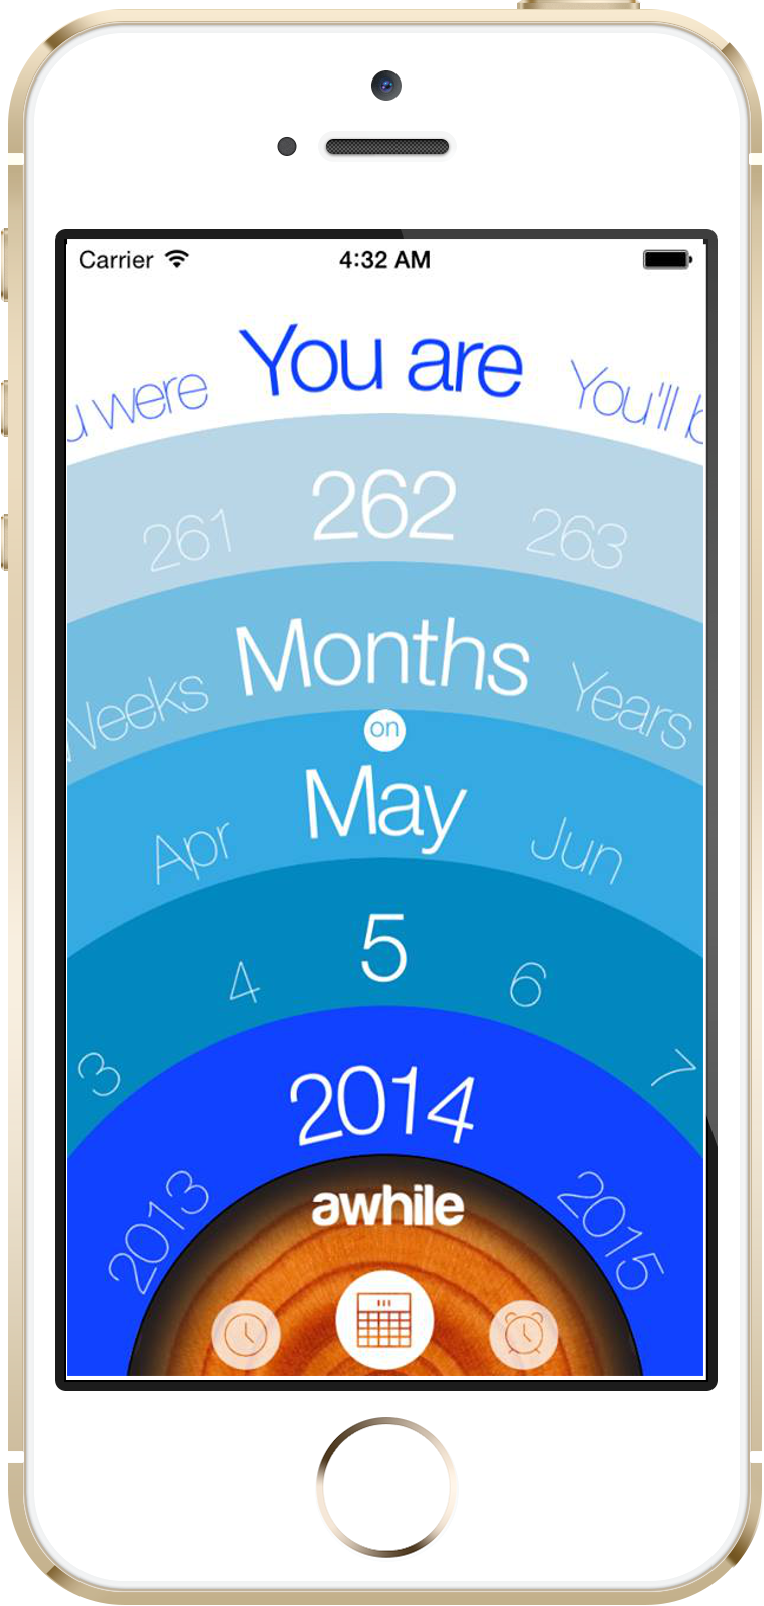 Carrier 4:32 AM
u were You are You'll b
261 262 263
Weeks Months Years
on
Apr May Jun
3 4 5 6 7
2013 2014 2015
awhile